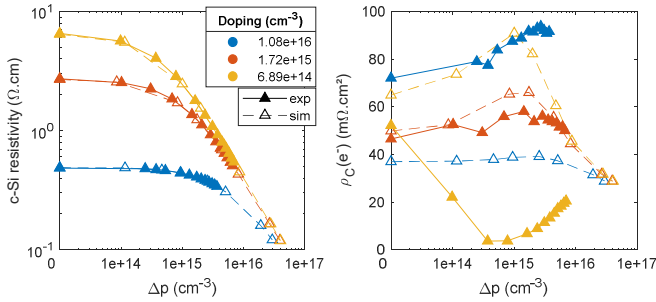 10¹
10⁰
10⁻¹
c-Si resistivity (Ω.cm)
0
1e+14
1e+15
1e+16
1e+17
Δp (cm⁻³)
Doping (cm⁻³)
1.08e+16
1.72e+15
6.89e+14
exp
sim
100
80
60
40
20
0
ρC(e⁻) (mΩ.cm²)
0
1e+14
1e+15
1e+16
1e+17
Δp (cm⁻³)